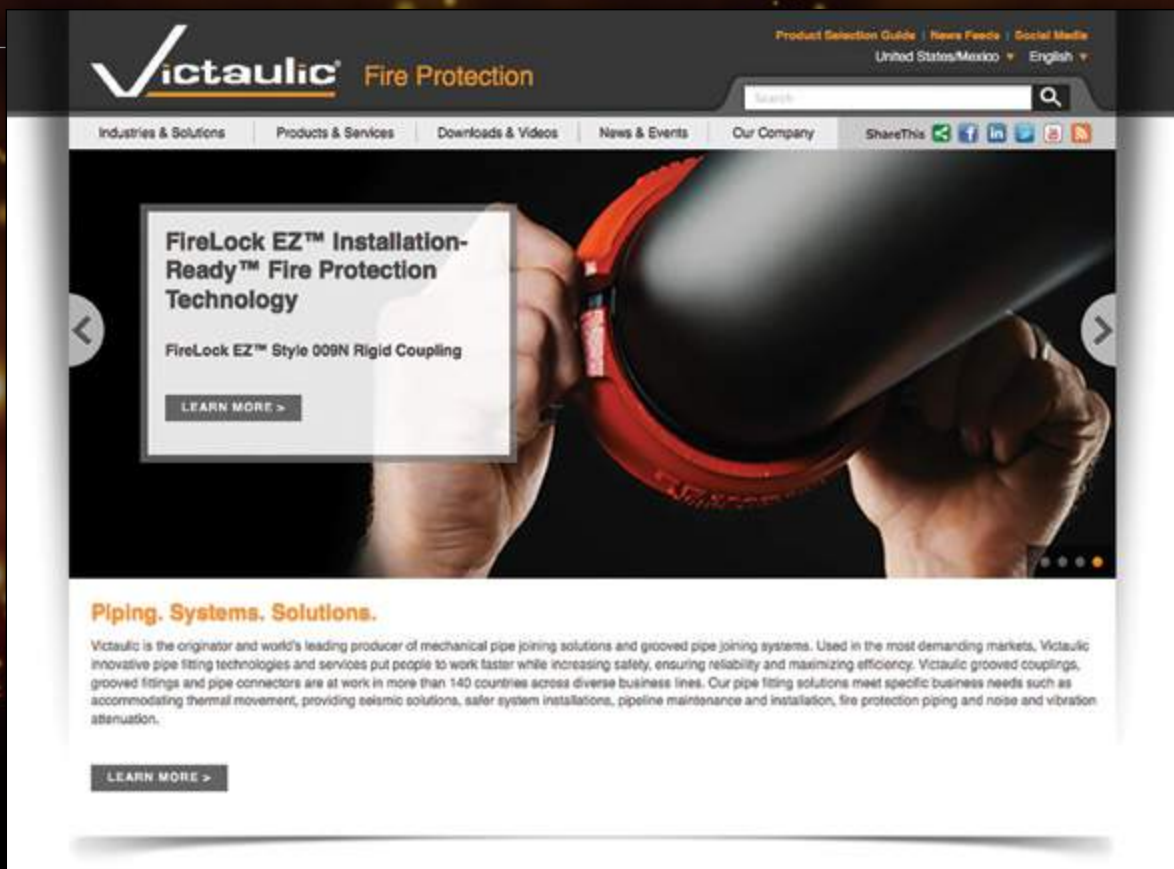 Victaulic® Fire Protection
Product Selection Guide | News Feeds | Social Media
United States/Mexico English
Search
Industries & Solutions Products & Services Downloads & Videos News & Events Our Company ShareThis
FireLock EZ™ Installation-
Ready™ Fire Protection
Technology
FireLock EZ™ Style 009N Rigid Coupling
LEARN MORE >
Piping. Systems. Solutions.
Victaulic is the originator and world's leading producer of mechanical pipe joining solutions and grooved pipe joining systems. Used in the most demanding markets, Victaulic
innovative pipe fitting technologies and services put people to work faster while increasing safety, ensuring reliability and maximizing efficiency. Victaulic grooved couplings,
grooved fittings and pipe connectors are at work in more than 140 countries across diverse business lines. Our pipe fitting solutions meet specific business needs such as
accommodating thermal movement, providing seismic solutions, safer system installations, pipeline maintenance and installation, fire protection piping and noise and vibration
attenuation.
LEARN MORE >